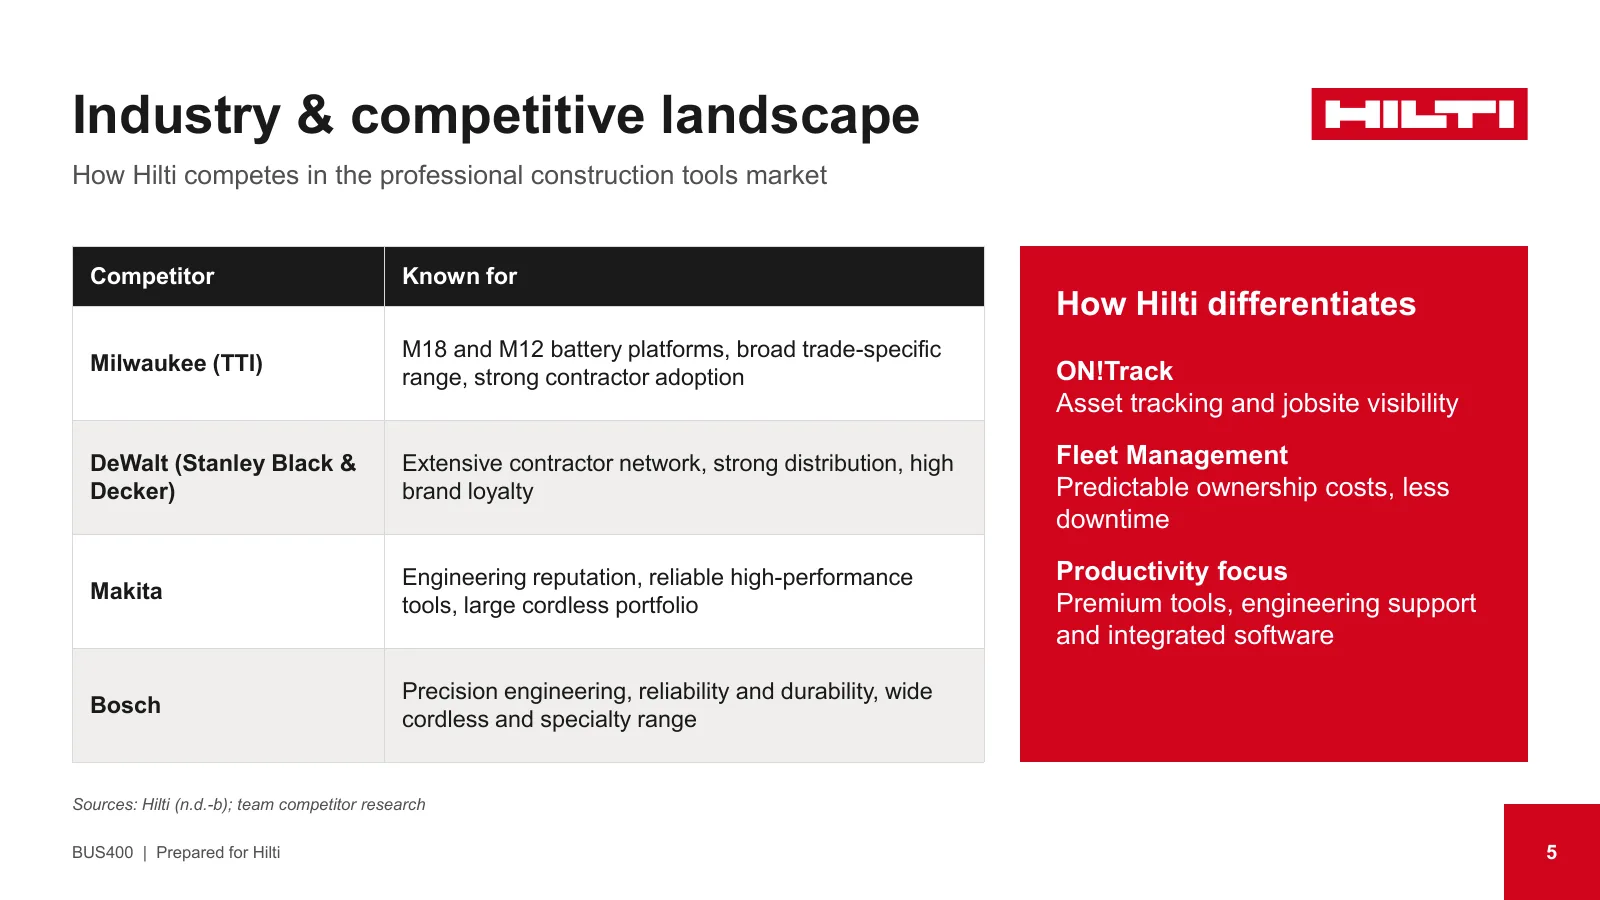 Industry & competitive landscape
HILTI
How Hilti competes in the professional construction tools market
Competitor
Known for
Milwaukee (TTI)
M18 and M12 battery platforms, broad trade-specific
range, strong contractor adoption
DeWalt (Stanley Black &
Decker)
Extensive contractor network, strong distribution, high
brand loyalty
Makita
Engineering reputation, reliable high-performance
tools, large cordless portfolio
Bosch
Precision engineering, reliability and durability, wide
cordless and specialty range
How Hilti differentiates
ON!Track
Asset tracking and jobsite visibility
Fleet Management
Predictable ownership costs, less
downtime
Productivity focus
Premium tools, engineering support
and integrated software
Sources: Hilti (n.d.-b); team competitor research
BUS400 | Prepared for Hilti
5